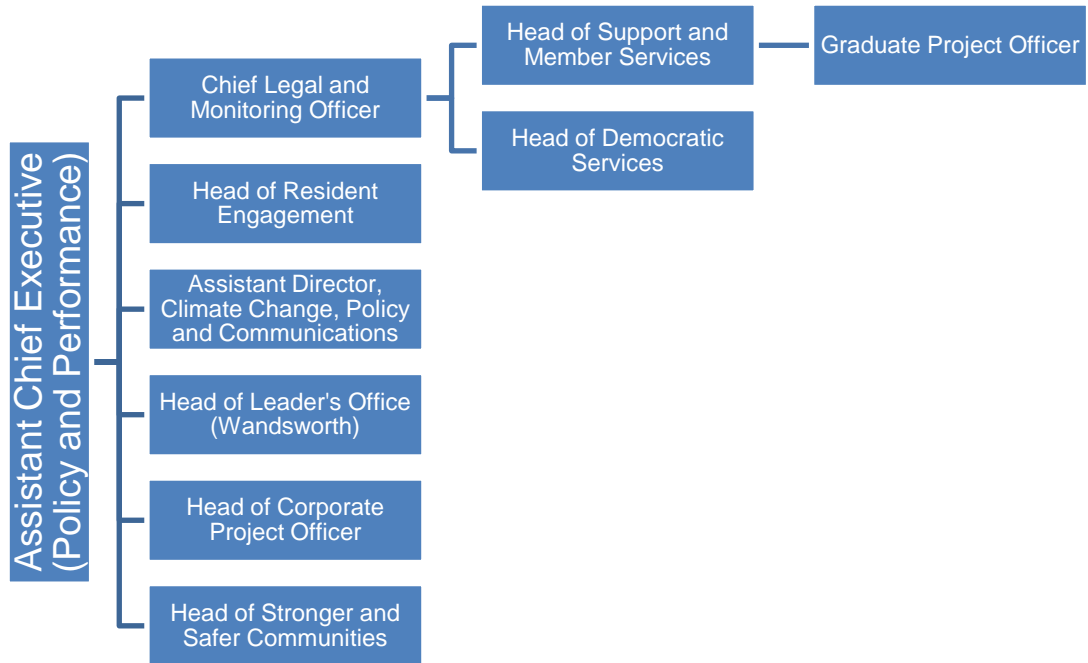 Assistant Chief Executive
(Policy and Performance)
Chief Legal and
Monitoring Officer
Head of Support and
Member Services
Graduate Project Officer
Head of Democratic
Services
Head of Resident
Engagement
Assistant Director,
Climate Change, Policy
and Communications
Head of Leader's Office
(Wandsworth)
Head of Corporate
Project Officer
Head of Stronger and
Safer Communities